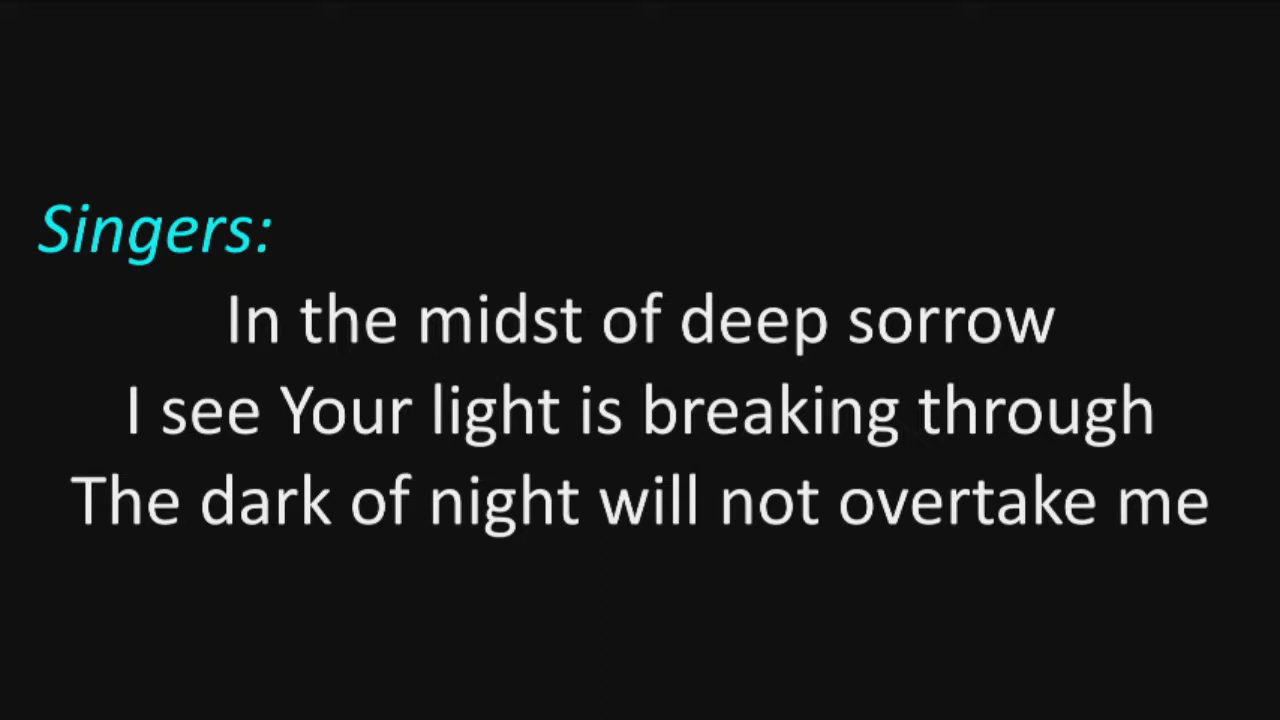 Singers:
In the midst of deep sorrow
I see Your light is breaking through
The dark of night will not overtake me